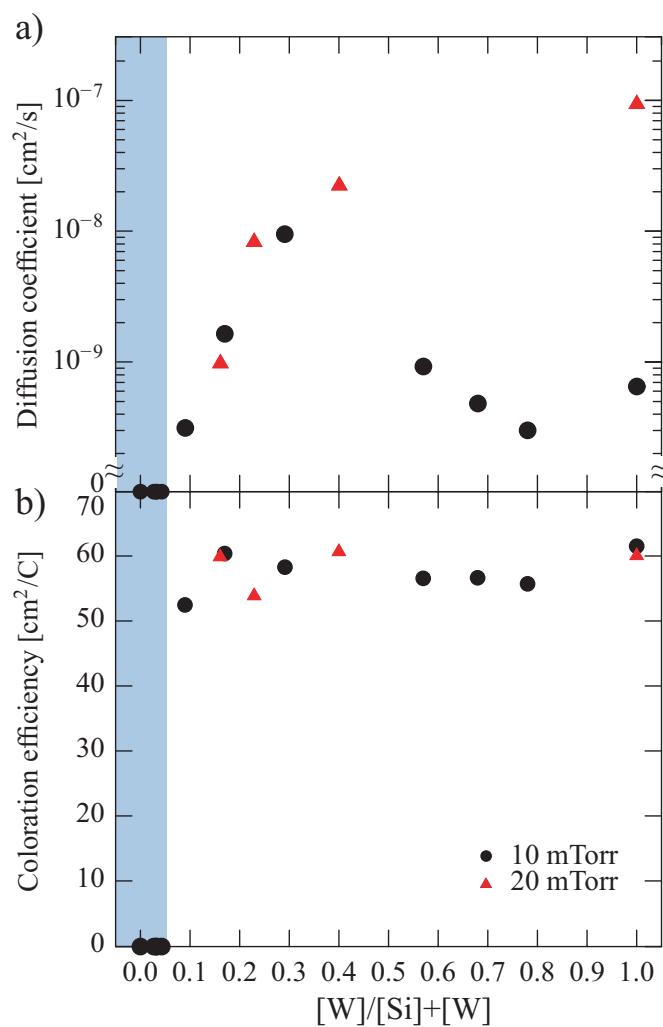 a)
Diffusion coefficient [cm²/s]
10⁻⁷
10⁻⁸
10⁻⁹
0
b)
Coloration efficiency [cm²/C]
70
60
50
40
30
20
10
0
10 mTorr
20 mTorr
0.0 0.1 0.2 0.3 0.4 0.5 0.6 0.7 0.8 0.9 1.0
[W]/[Si]+[W]